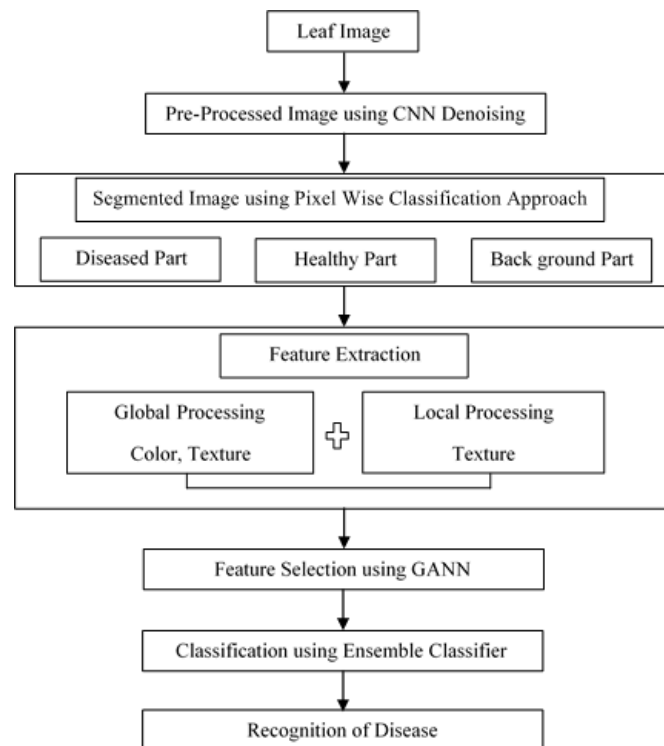 Leaf Image
Pre-Processed Image using CNN Denoising
Segmented Image using Pixel Wise Classification Approach
Diseased Part
Healthy Part
Back ground Part
Feature Extraction
Global Processing
Color, Texture
Local Processing
Texture
Feature Selection using GANN
Classification using Ensemble Classifier
Recognition of Disease